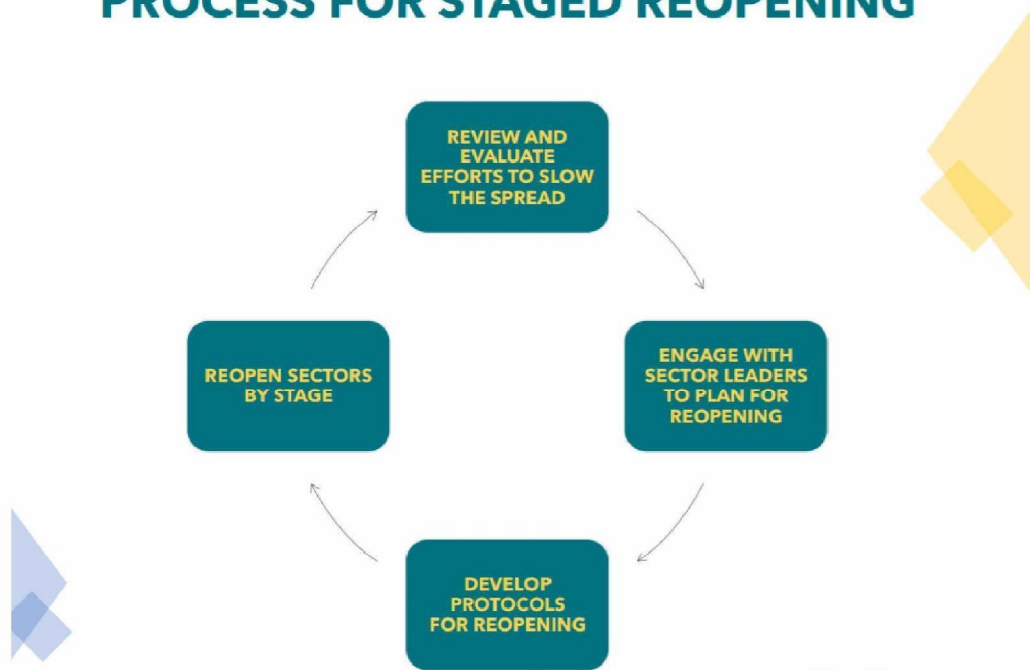 PROCESS FOR STAGED REOPENING
REVIEW AND
EVALUATE
EFFORTS TO SLOW
THE SPREAD
ENGAGE WITH
SECTOR LEADERS
TO PLAN FOR
REOPENING
DEVELOP
PROTOCOLS
FOR REOPENING
REOPEN SECTORS
BY STAGE